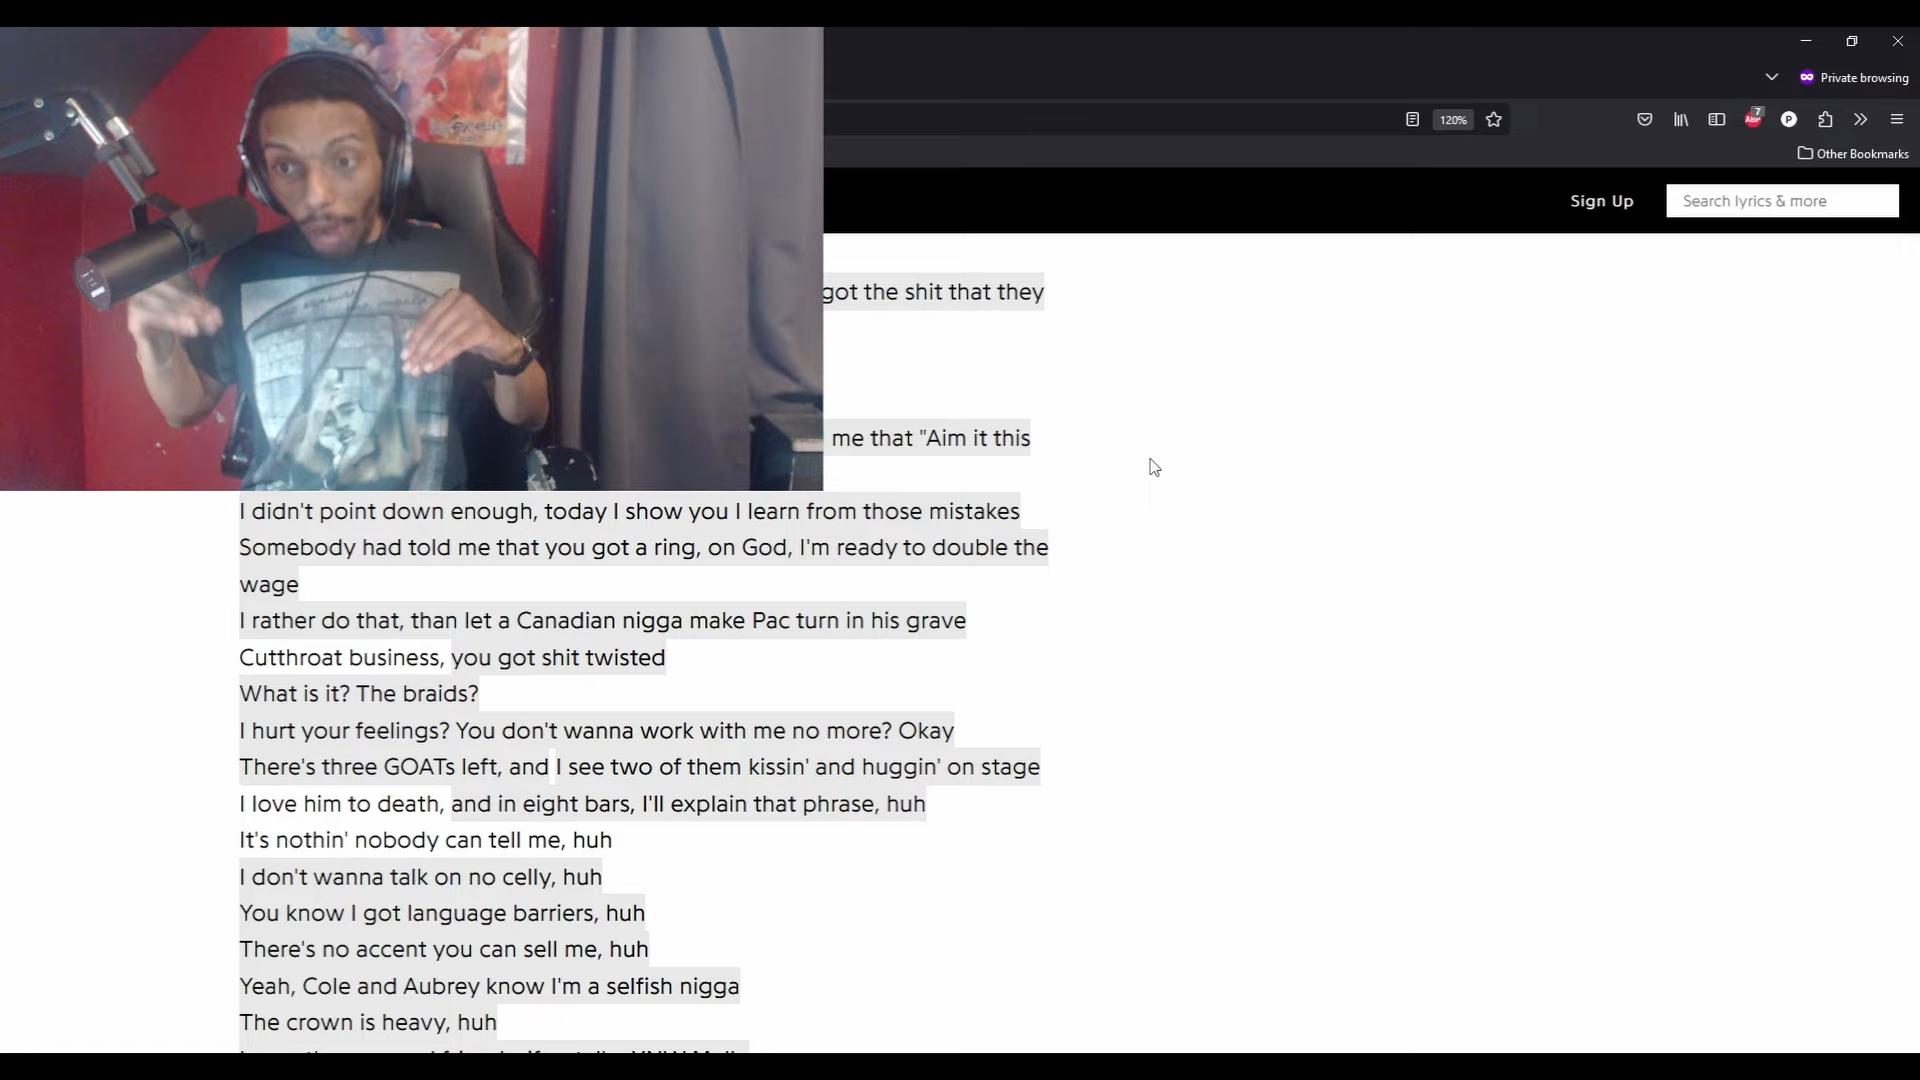 Private browsing
120%
7
ABP
P
Other Bookmarks
Sign Up
Search lyrics & more
got the shit that they
me that "Aim it this
I didn't point down enough, today I show you I learn from those mistakes
Somebody had told me that you got a ring, on God, I'm ready to double the
wage
I rather do that, than let a Canadian nigga make Pac turn in his grave
Cutthroat business, you got shit twisted
What is it? The braids?
I hurt your feelings? You don't wanna work with me no more? Okay
There's three GOATs left, and I see two of them kissin' and huggin' on stage
I love him to death, and in eight bars, I'll explain that phrase, huh
It's nothin' nobody can tell me, huh
I don't wanna talk on no celly, huh
You know I got language barriers, huh
There's no accent you can sell me, huh
Yeah, Cole and Aubrey know I'm a selfish nigga
The crown is heavy, huh